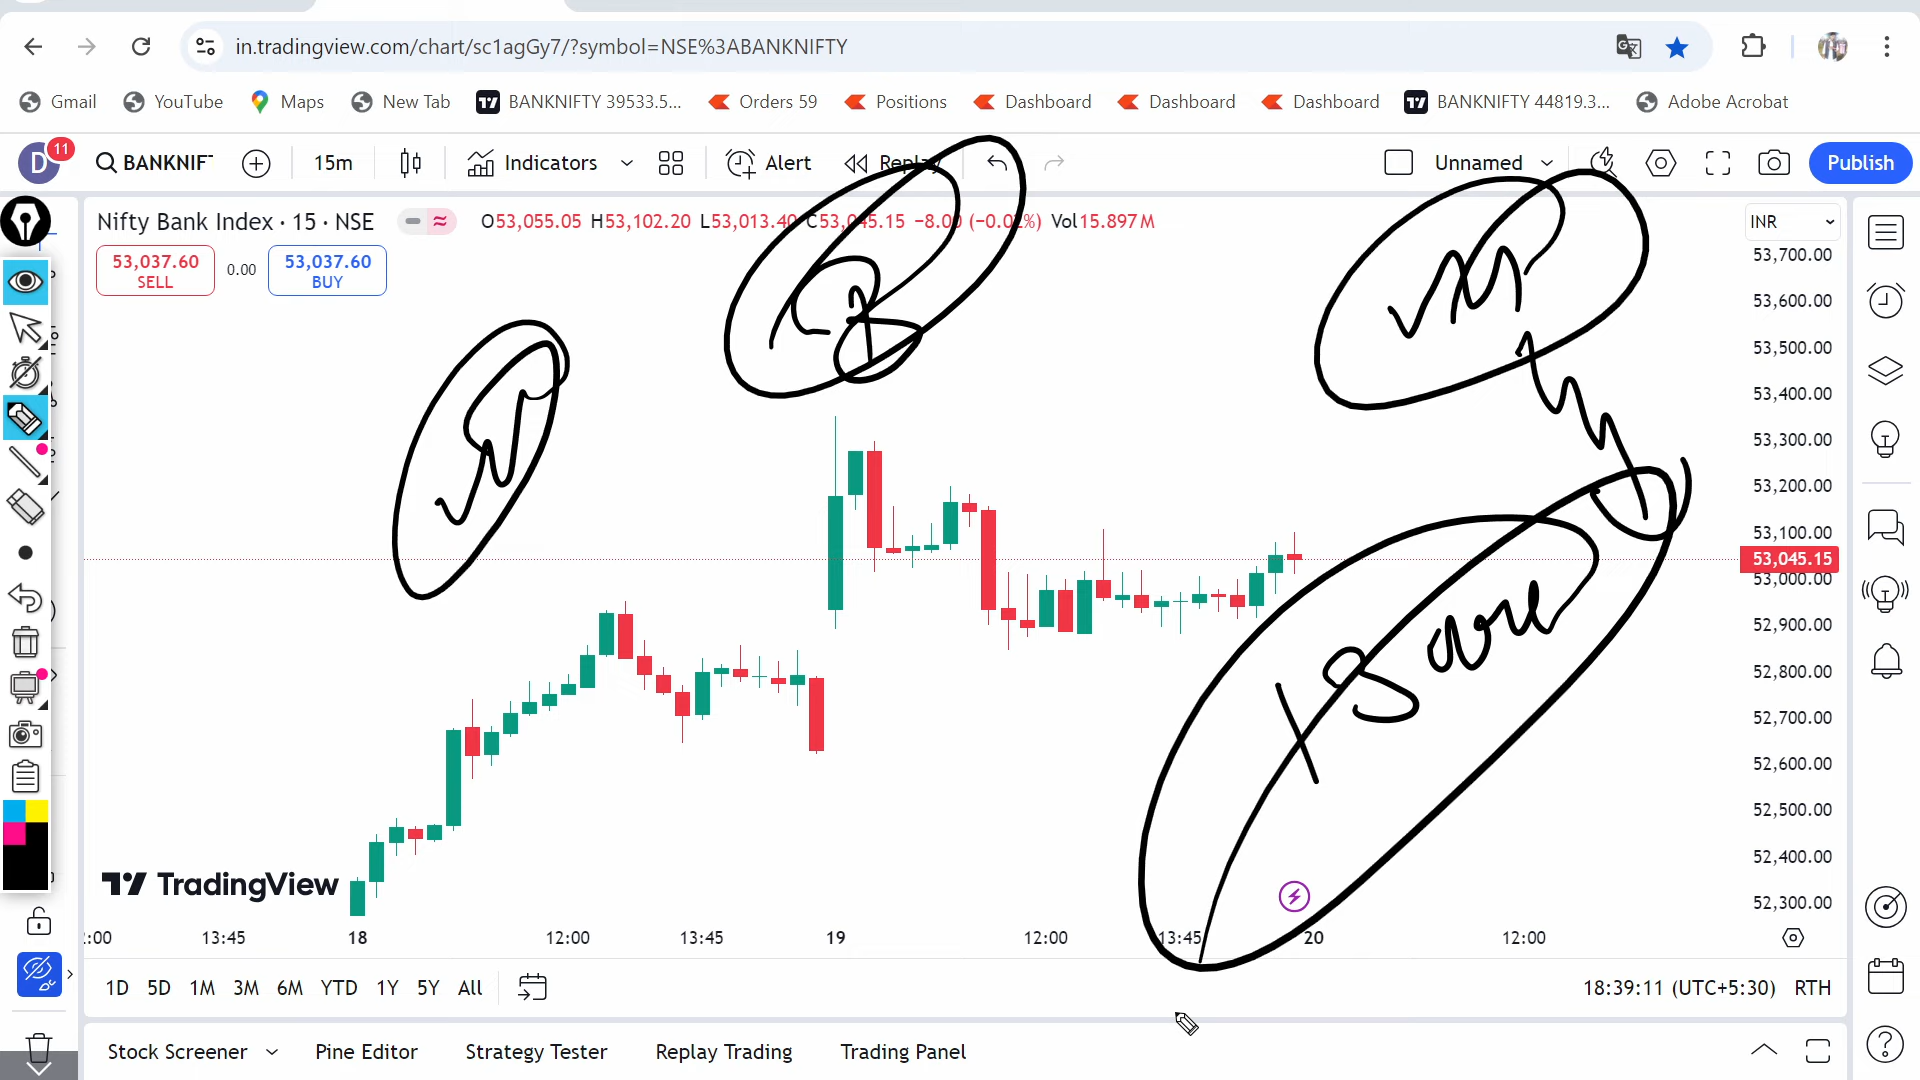 in.tradingview.com/chart/sc1agGy7/?symbol=NSE%3ABANKNIFTY
Gmail YouTube Maps New Tab BANKNIFTY 39533.5... Orders 59 Positions Dashboard Dashboard Dashboard BANKNIFTY 44819.3... Adobe Acrobat
D 11 BANKNIF 15m Indicators Alert Replay Unnamed Publish
Nifty Bank Index · 15 · NSE O53,055.05 H53,102.20 L53,013.40 C53,045.15 −8.00 Vol15.897M INR
53,037.60 SELL 0.00 53,037.60 BUY
53,700.00
53,600.00
53,500.00
53,400.00
53,300.00
53,200.00
53,100.00
53,045.15
53,000.00
52,900.00
52,800.00
52,700.00
52,600.00
52,500.00
52,400.00
52,300.00
TradingView
:00 13:45 18 12:00 13:45 19 12:00 13:45 20 12:00
1D 5D 1M 3M 6M YTD 1Y 5Y All 18:39:11 (UTC+5:30) RTH
Stock Screener Pine Editor Strategy Tester Replay Trading Trading Panel